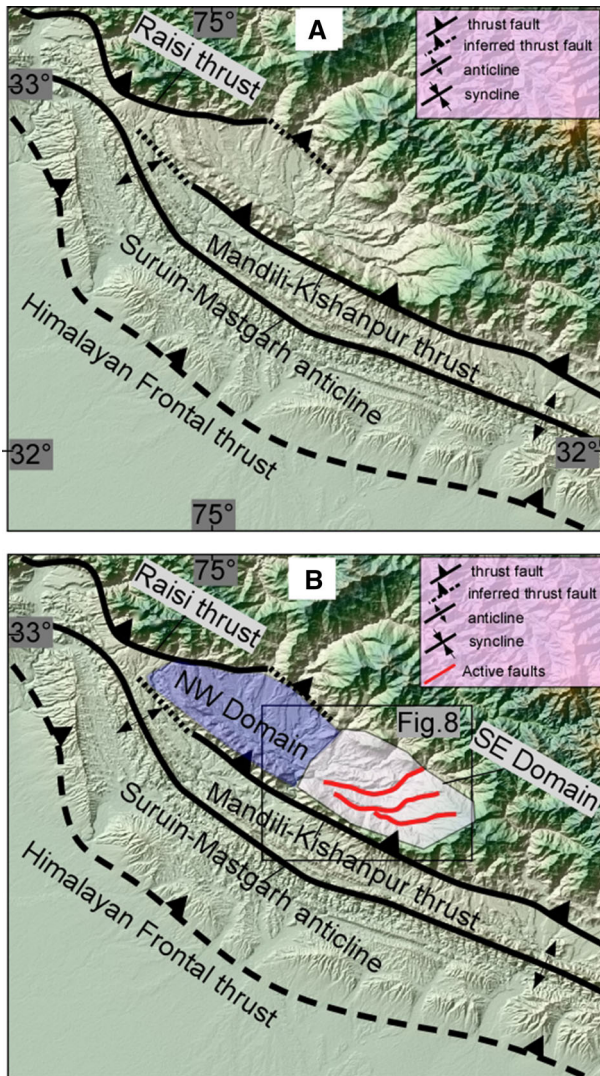 75°
A
thrust fault
inferred thrust fault
anticline
syncline
Raisi thrust
33°
Mandili-Kishanpur thrust
Suruin-Mastgarh anticline
Himalayan Frontal thrust
32°
32°
75°
75°
B
thrust fault
inferred thrust fault
anticline
syncline
Active faults
Raisi thrust
33°
NW Domain
Fig.8
SE Domain
Mandili-Kishanpur thrust
Suruin-Mastgarh anticline
Himalayan Frontal thrust